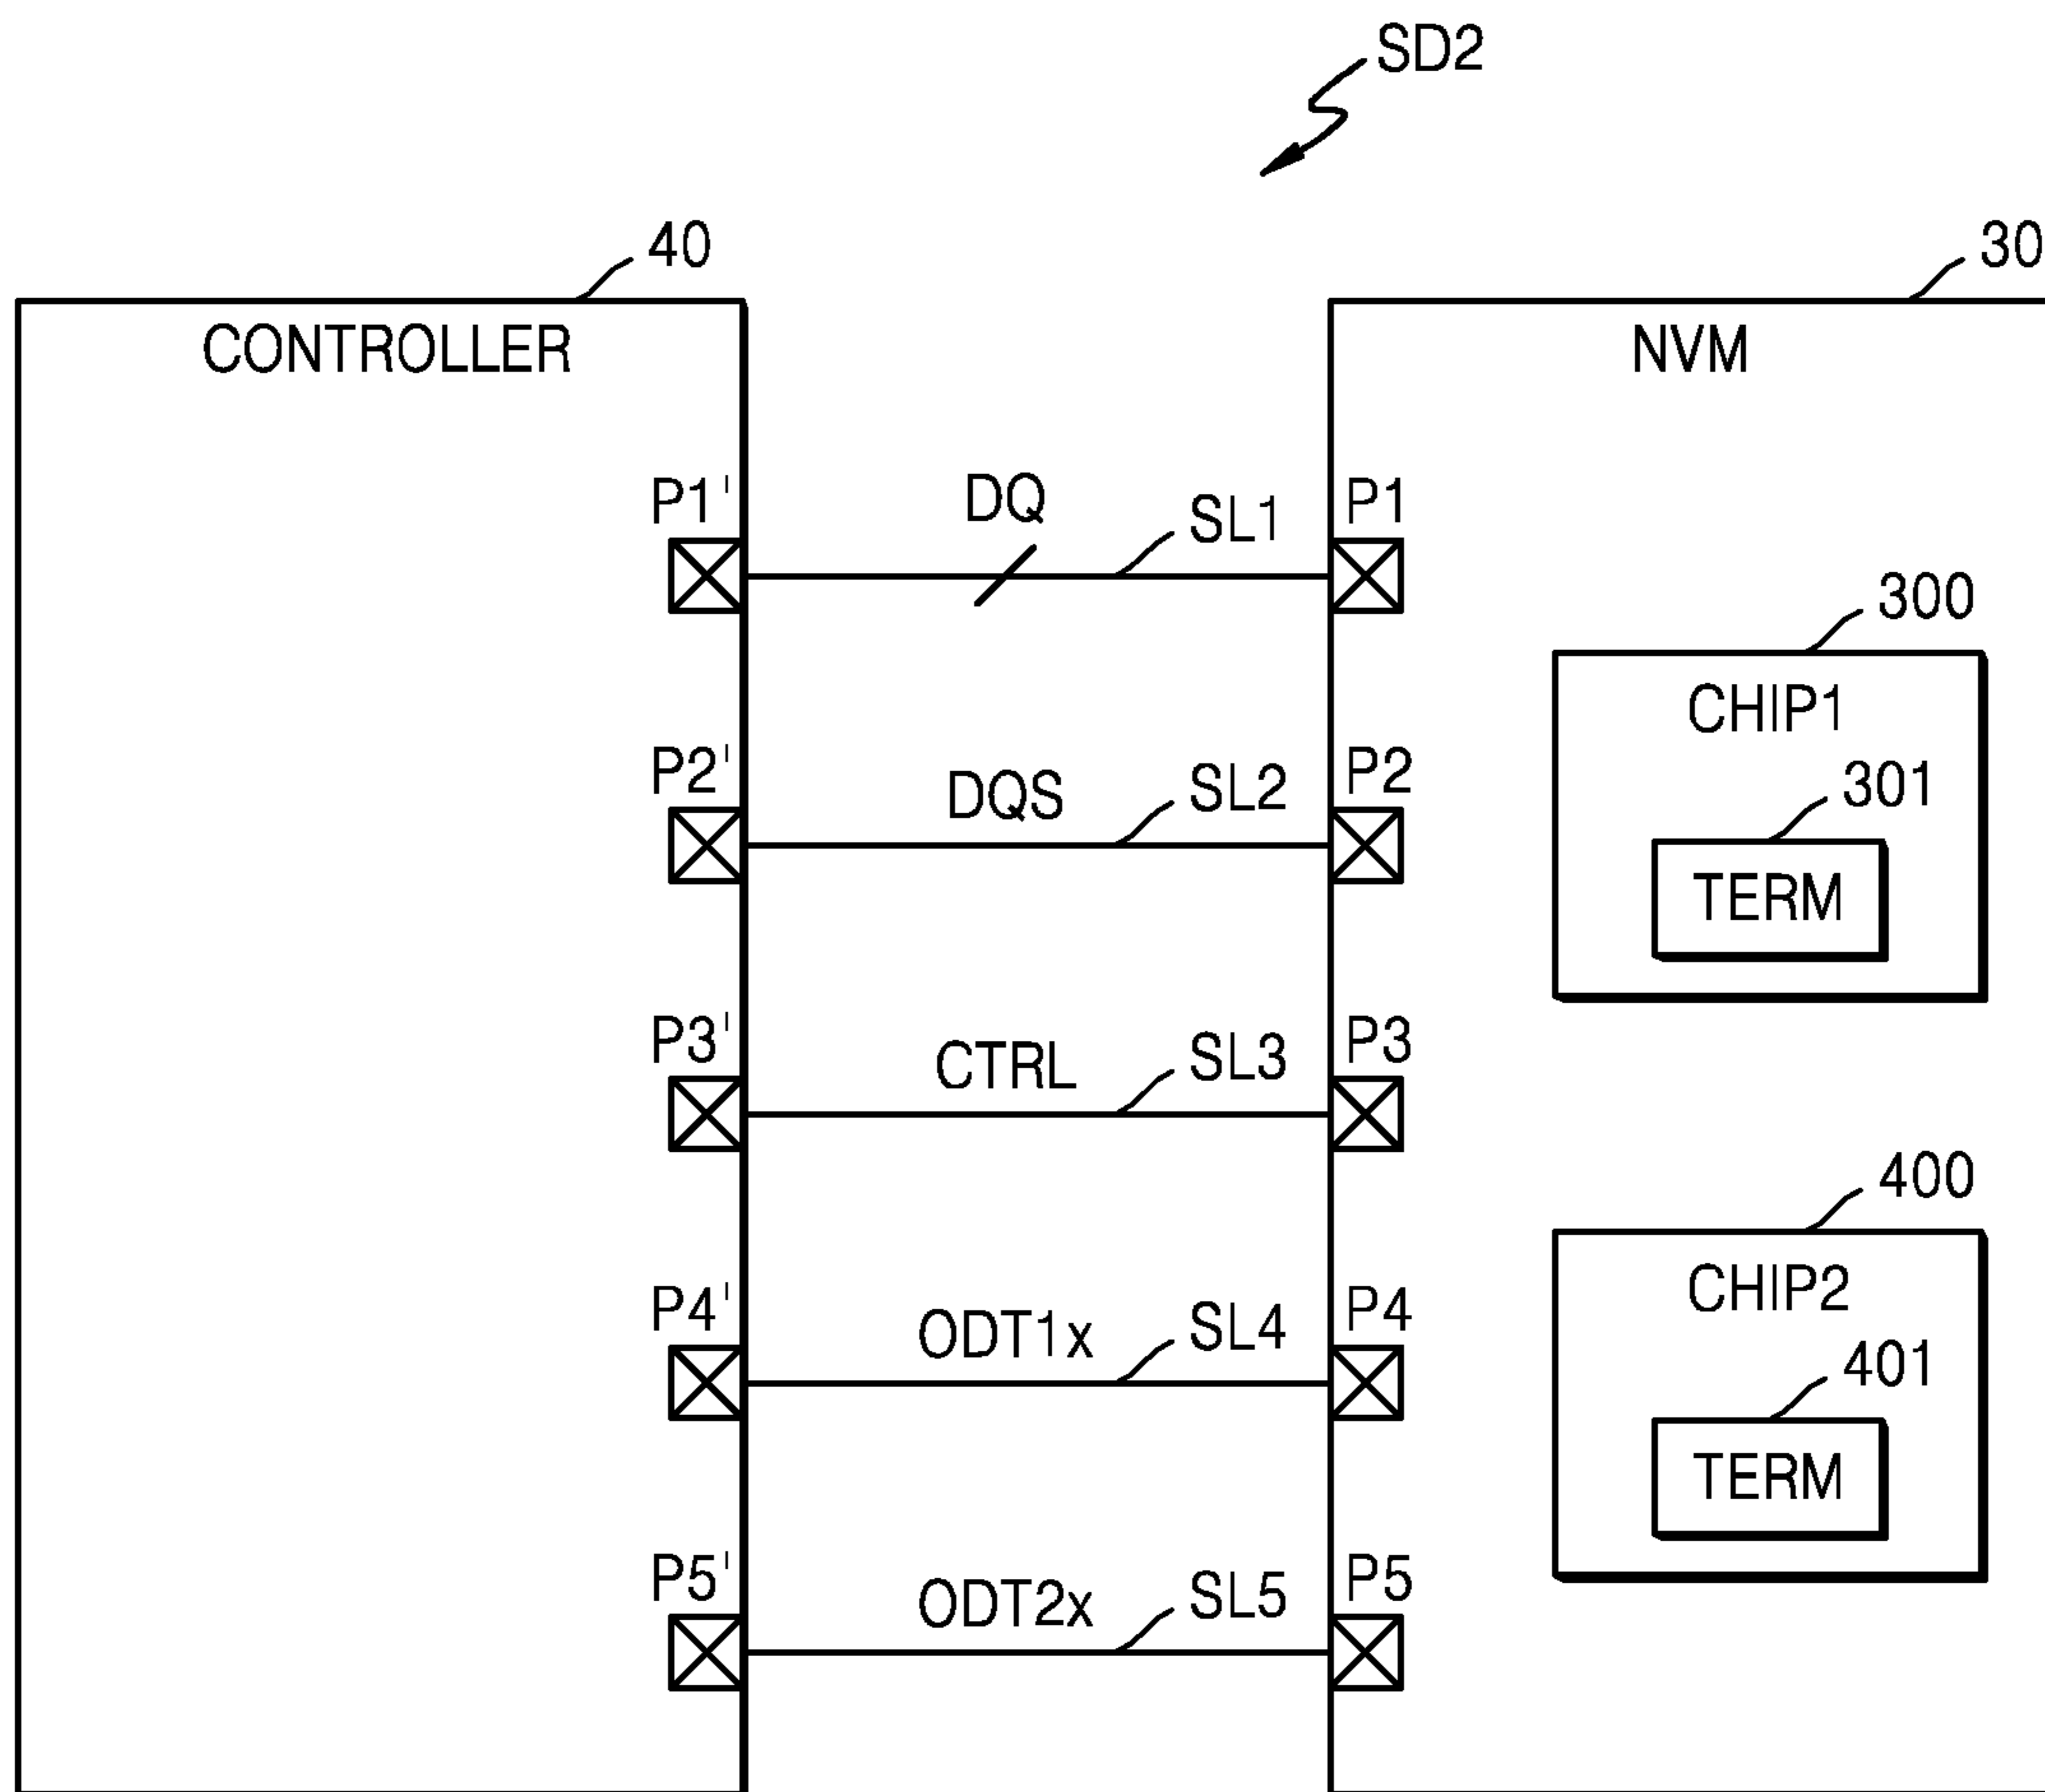 SD2
40
30
CONTROLLER
NVM
P1'
DQ
SL1
P1
300
CHIP1
P2'
DQS
SL2
P2
301
TERM
P3'
CTRL
SL3
P3
400
CHIP2
P4'
ODT1x
SL4
P4
401
TERM
P5'
ODT2x
SL5
P5